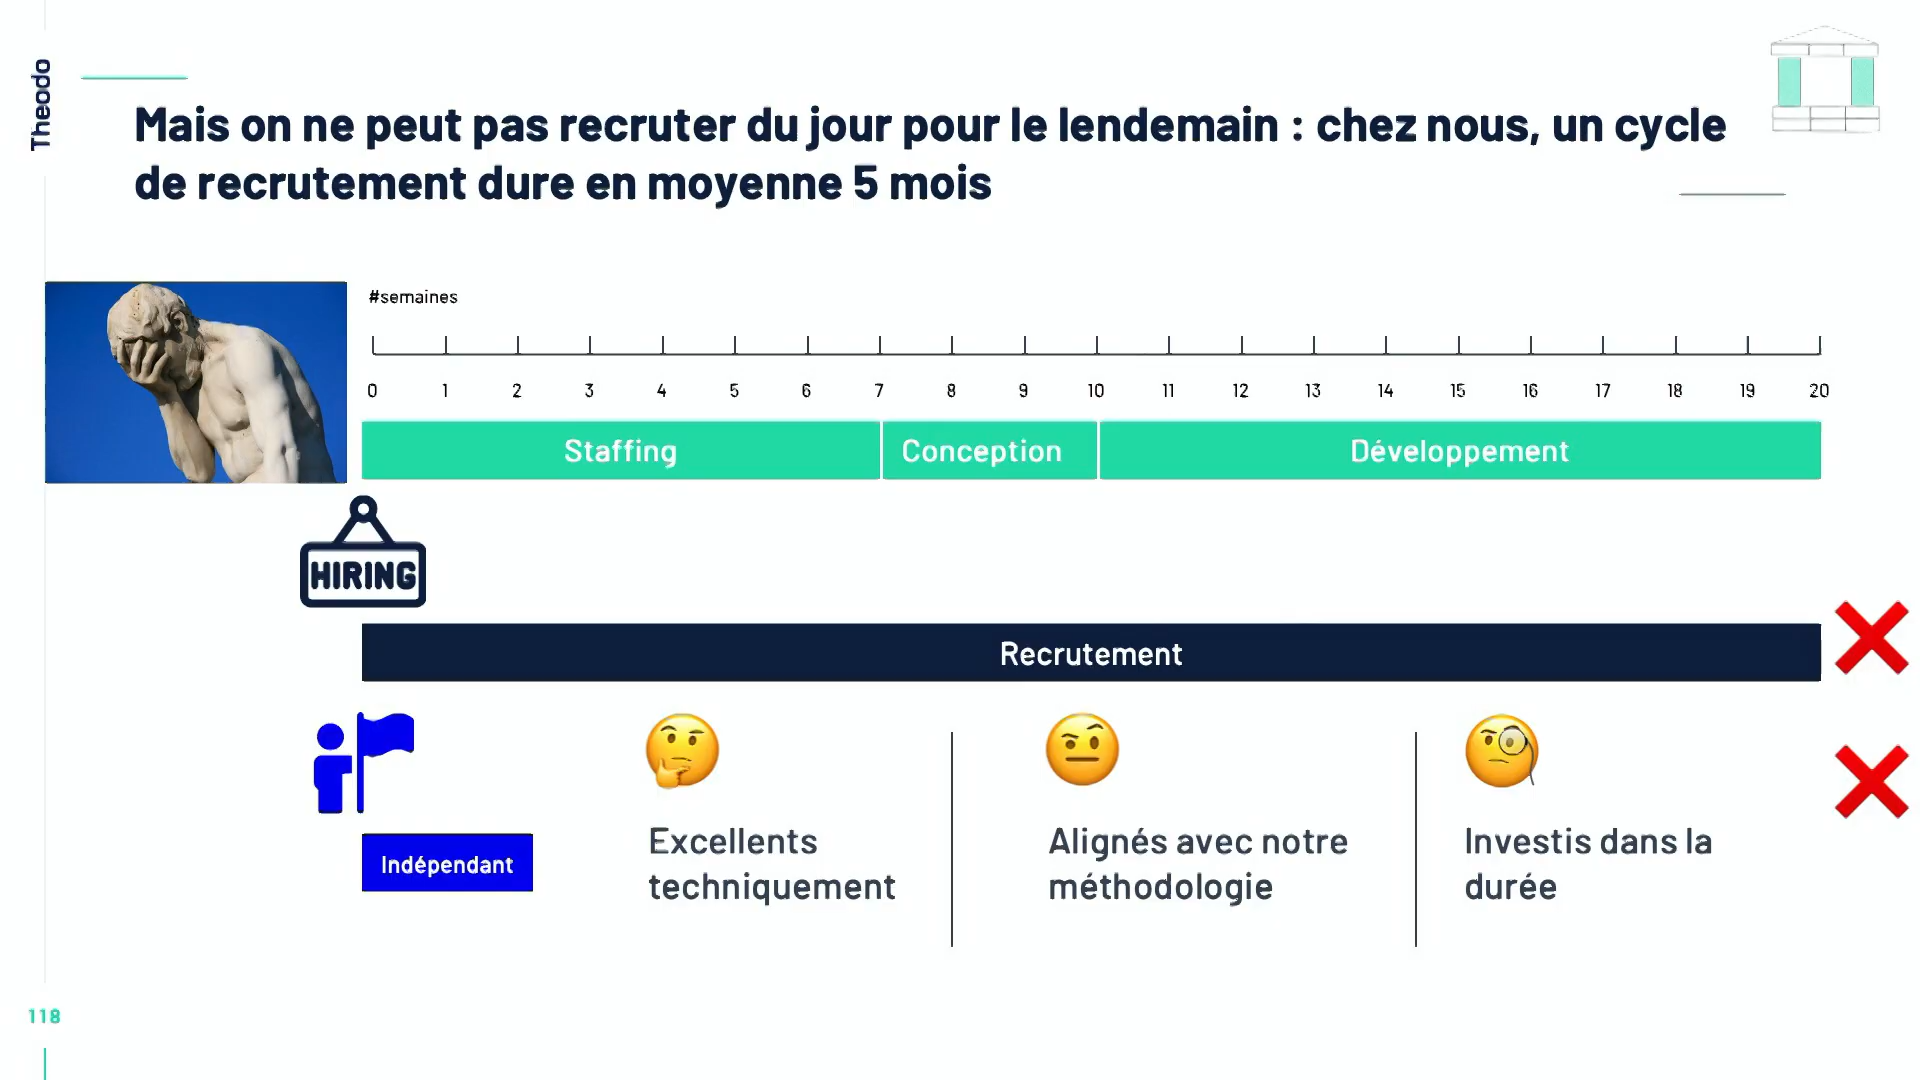 Theodo
Mais on ne peut pas recruter du jour pour le lendemain : chez nous, un cycle
de recrutement dure en moyenne 5 mois
#semaines
0 1 2 3 4 5 6 7 8 9 10 11 12 13 14 15 16 17 18 19 20
Staffing Conception Développement
HIRING
Recrutement
Indépendant
Excellents
techniquement
Alignés avec notre
méthodologie
Investis dans la
durée
118